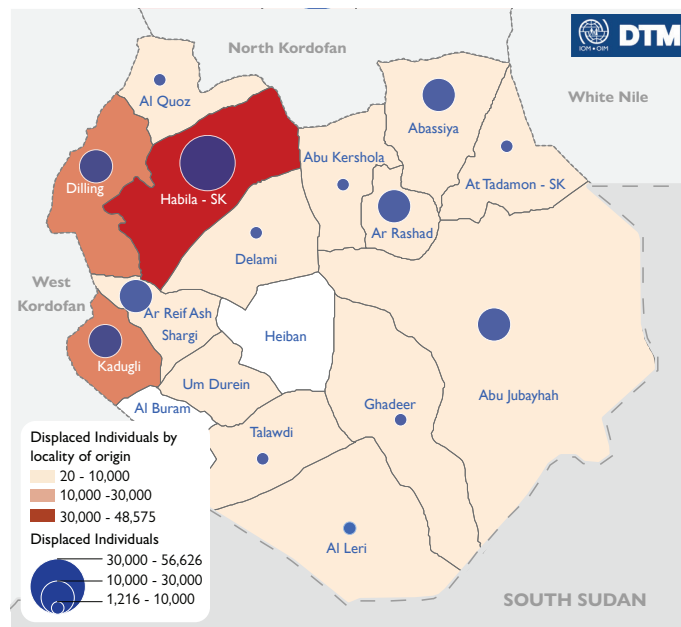 North Kordofan
IOM • OIM
DTM
White Nile
Al Quoz
Abassiya
Abu Kershola
At Tadamon - SK
Dilling
Habila - SK
Ar Rashad
Delami
West
Kordofan
Ar Reif Ash
Shargi
Heiban
Kadugli
Um Durein
Abu Jubayhah
Al Buram
Ghadeer
Talawdi
Al Leri
Displaced Individuals by
locality of origin
20 - 10,000
10,000 -30,000
30,000 - 48,575
Displaced Individuals
30,000 - 56,626
10,000 - 30,000
1,216 - 10,000
SOUTH SUDAN